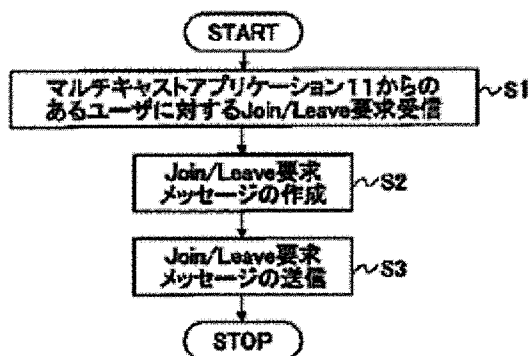 START
マルチキャストアプリケーション11からの
あるユーザに対するJoin/Leave要求受信
S1
Join/Leave要求
メッセージの作成
S2
Join/Leave要求
メッセージの送信
S3
STOP